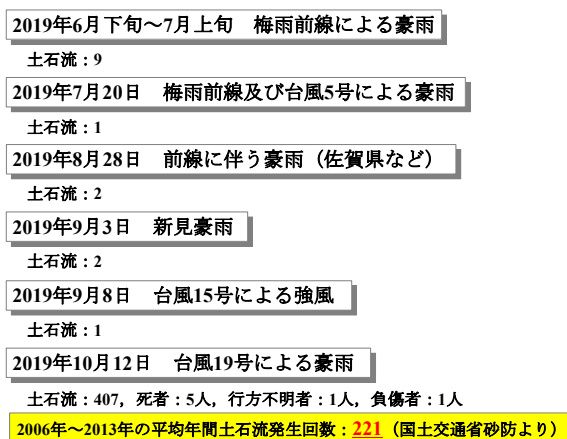 2019年6月下旬～7月上旬　梅雨前線による豪雨
土石流：9
2019年7月20日　梅雨前線及び台風5号による豪雨
土石流：1
2019年8月28日　前線に伴う豪雨（佐賀県など）
土石流：2
2019年9月3日　新見豪雨
土石流：2
2019年9月8日　台風15号による強風
土石流：1
2019年10月12日　台風19号による豪雨
土石流：407，死者：5人，行方不明者：1人，負傷者：1人
2006年～2013年の平均年間土石流発生回数：221（国土交通省砂防より）